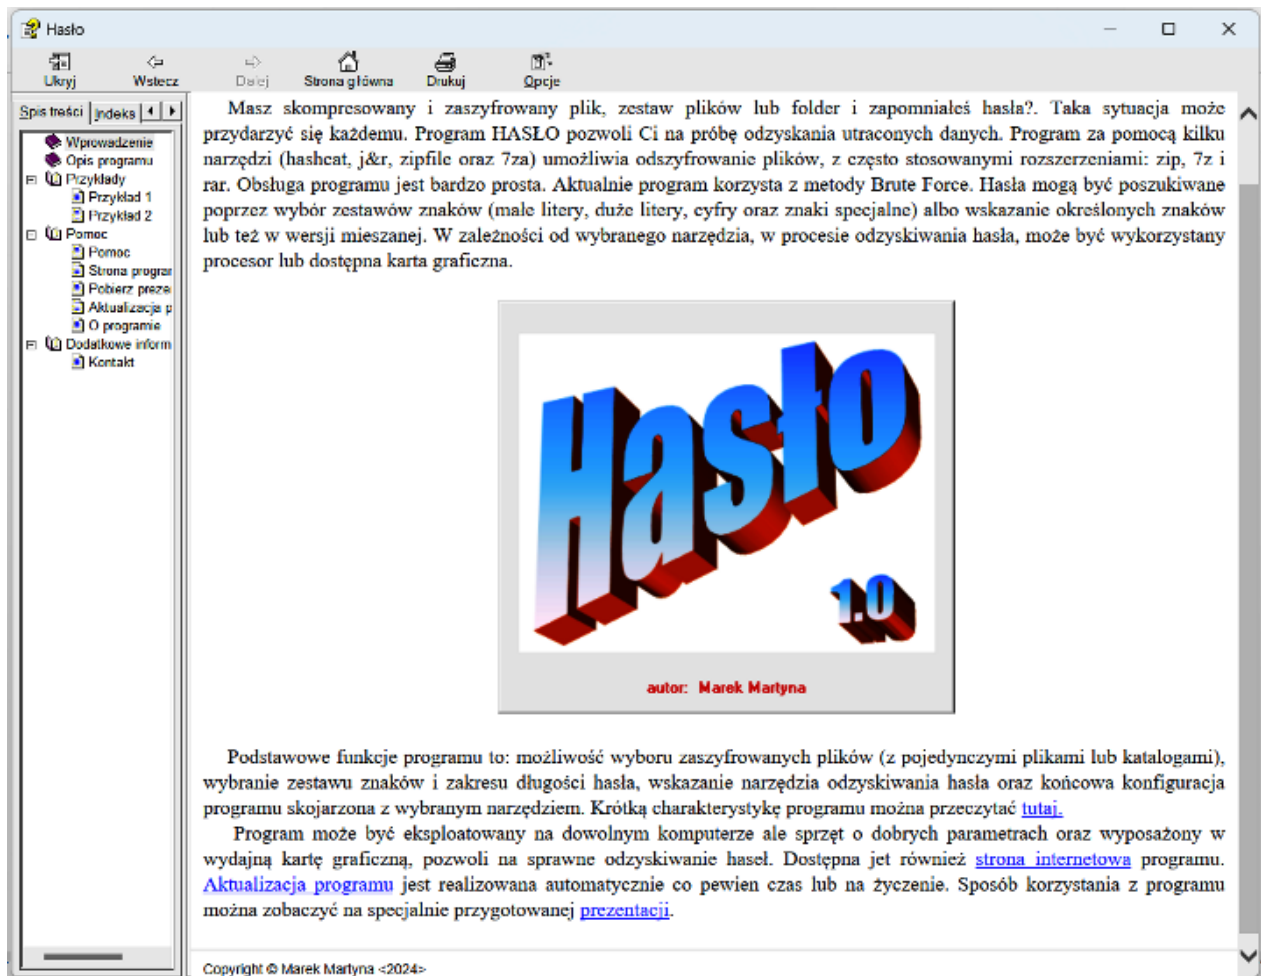 Hasło
Ukryj Wstecz Dalej Strona główna Drukuj Opcje
Spis treści Indeks
Wprowadzenie
Opis programu
Przykłady
Przykład 1
Przykład 2
Pomoc
Pomoc
Strona program
Pobierz preze
Aktualizacja p
O programie
Dodatkowe inform
Kontakt
Masz skompresowany i zaszyfrowany plik, zestaw plików lub folder i zapomniałeś hasła?. Taka sytuacja może
przydarzyć się każdemu. Program HASŁO pozwoli Ci na próbę odzyskania utraconych danych. Program za pomocą kilku
narzędzi (hashcat, j&r, zipfile oraz 7za) umożliwia odszyfrowanie plików, z często stosowanymi rozszerzeniami: zip, 7z i
rar. Obsługa programu jest bardzo prosta. Aktualnie program korzysta z metody Brute Force. Hasła mogą być poszukiwane
poprzez wybór zestawów znaków (małe litery, duże litery, cyfry oraz znaki specjalne) albo wskazanie określonych znaków
lub też w wersji mieszanej. W zależności od wybranego narzędzia, w procesie odzyskiwania hasła, może być wykorzystany
procesor lub dostępna karta graficzna.
Hasło
1.0
autor: Marek Martyna
Podstawowe funkcje programu to: możliwość wyboru zaszyfrowanych plików (z pojedynczymi plikami lub katalogami),
wybranie zestawu znaków i zakresu długości hasła, wskazanie narzędzia odzyskiwania hasła oraz końcowa konfiguracja
programu skojarzona z wybranym narzędziem. Krótką charakterystykę programu można przeczytać tutaj.
Program może być eksploatowany na dowolnym komputerze ale sprzęt o dobrych parametrach oraz wyposażony w
wydajną kartę graficzną, pozwoli na sprawne odzyskiwanie haseł. Dostępna jet również strona internetowa programu.
Aktualizacja programu jest realizowana automatycznie co pewien czas lub na życzenie. Sposób korzystania z programu
można zobaczyć na specjalnie przygotowanej prezentacji.
Copyright © Marek Martyna <2024>